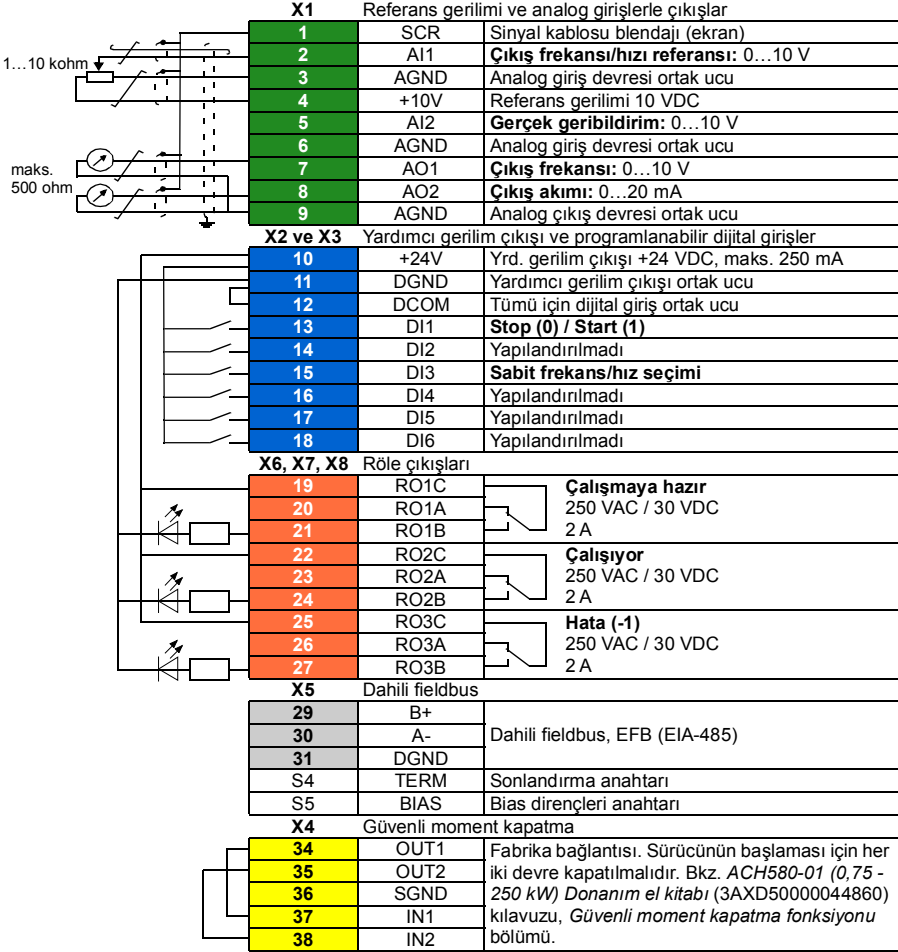 X1 Referans gerilimi ve analog girişlerle çıkışlar
1 SCR Sinyal kablosu blendajı (ekran)
2 AI1 Çıkış frekansı/hızı referansı: 0…10 V
1…10 kohm
3 AGND Analog giriş devresi ortak ucu
4 +10V Referans gerilimi 10 VDC
5 AI2 Gerçek geribildirim: 0…10 V
6 AGND Analog giriş devresi ortak ucu
7 AO1 Çıkış frekansı: 0…10 V
maks.
500 ohm
8 AO2 Çıkış akımı: 0…20 mA
9 AGND Analog çıkış devresi ortak ucu
X2 ve X3 Yardımcı gerilim çıkışı ve programlanabilir dijital girişler
10 +24V Yrd. gerilim çıkışı +24 VDC, maks. 250 mA
11 DGND Yardımcı gerilim çıkışı ortak ucu
12 DCOM Tümü için dijital giriş ortak ucu
13 DI1 Stop (0) / Start (1)
14 DI2 Yapılandırılmadı
15 DI3 Sabit frekans/hız seçimi
16 DI4 Yapılandırılmadı
17 DI5 Yapılandırılmadı
18 DI6 Yapılandırılmadı
X6, X7, X8 Röle çıkışları
19 RO1C Çalışmaya hazır
20 RO1A 250 VAC / 30 VDC
21 RO1B 2 A
22 RO2C Çalışıyor
23 RO2A 250 VAC / 30 VDC
24 RO2B 2 A
25 RO3C Hata (-1)
26 RO3A 250 VAC / 30 VDC
27 RO3B 2 A
X5 Dahili fieldbus
29 B+
30 A- Dahili fieldbus, EFB (EIA-485)
31 DGND
S4 TERM Sonlandırma anahtarı
S5 BIAS Bias dirençleri anahtarı
X4 Güvenli moment kapatma
34 OUT1 Fabrika bağlantısı. Sürücünün başlaması için her
35 OUT2 iki devre kapatılmalıdır. Bkz. ACH580-01 (0,75 -
36 SGND 250 kW) Donanım el kitabı (3AXD50000044860)
37 IN1 kılavuzu, Güvenli moment kapatma fonksiyonu
38 IN2 bölümü.